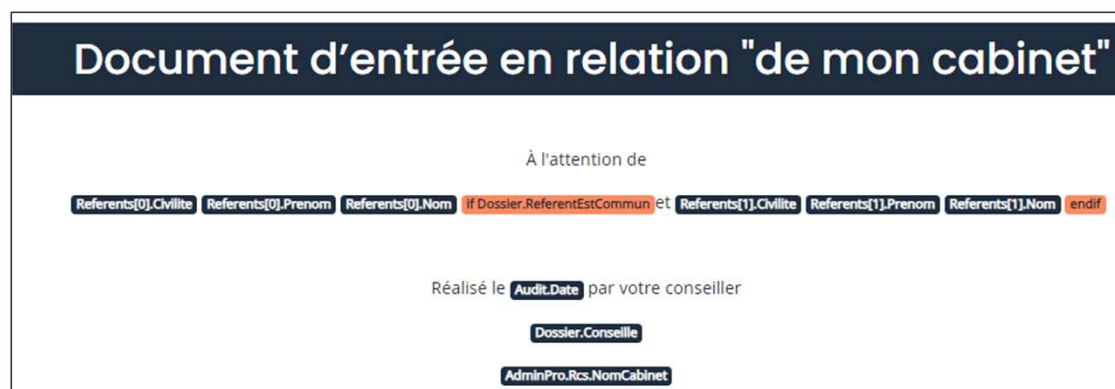 Document d’entrée en relation "de mon cabinet"
À l'attention de
Referents[0].Civilite Referents[0].Prenom Referents[0].Nom if Dossier.ReferentEstCommun et Referents[1].Civilite Referents[1].Prenom Referents[1].Nom endif
Réalisé le Audit.Date par votre conseiller
Dossier.Conseille
AdminPro.Rcs.NomCabinet